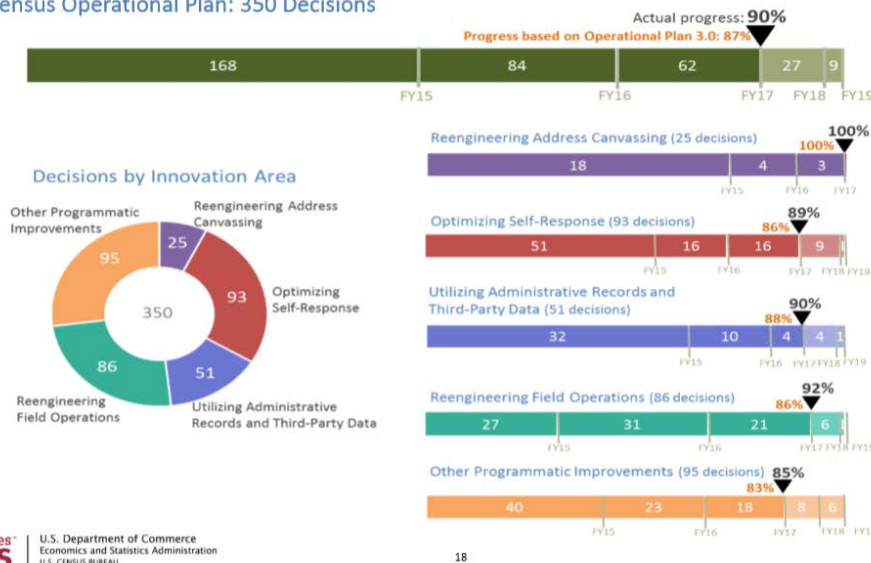 ensus Operational Plan: 350 Decisions
Actual progress: 90%
Progress based on Operational Plan 3.0: 87%
168 84 62 27 9
FY15 FY16 FY17 FY18 FY19
Decisions by Innovation Area
Other Programmatic
Improvements
Reengineering Address
Canvassing
25
95
93
Optimizing
Self-Response
350
86
51
Reengineering
Field Operations
Utilizing Administrative
Records and Third-Party Data
Reengineering Address Canvassing (25 decisions)
100%
100%
18 4 3
FY15 FY16 FY17
Optimizing Self-Response (93 decisions)
89%
86%
51 16 16 9 1
FY15 FY16 FY17 FY18 FY19
Utilizing Administrative Records and
Third-Party Data (51 decisions)
90%
88%
32 10 4 4 1
FY15 FY16 FY17 FY18 FY19
Reengineering Field Operations (86 decisions)
92%
86%
27 31 21 6 1
FY15 FY16 FY17 FY18 FY19
Other Programmatic Improvements (95 decisions)
85%
83%
40 23 18 8 6
FY15 FY16 FY17 FY18 FY1
es
S
U.S. Department of Commerce
Economics and Statistics Administration
U.S. CENSUS BUREAU
18